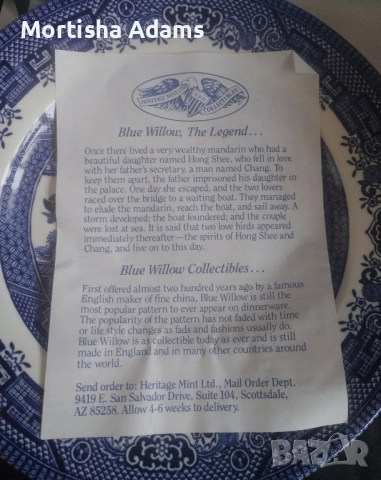 Mortisha Adams
HERITAGE MINT LTD.
COLLECTIBLES
Blue Willow, The Legend . . .
Once there lived a very wealthy mandarin who had a
beautiful daughter named Hong Shee, who fell in love
with her father's secretary, a man named Chang. To
keep them apart, the father imprisoned his daughter in
the palace. One day she escaped, and the two lovers
raced over the bridge to a waiting boat. They managed
to elude the mandarin, reach the boat, and sail away. A
storm developed; the boat foundered; and the couple
were lost at sea. It is said that two love birds appeared
immediately thereafter—the spirits of Hong Shee and
Chang, and live on to this day.
Blue Willow Collectibles . . .
First offered almost two hundred years ago by a famous
English maker of fine china, Blue Willow is still the
most popular pattern to ever appear on dinnerware.
The popularity of the pattern has not faded with time
or life style changes as fads and fashions usually do.
Blue Willow is as collectible today as ever and is still
made in England and in many other countries around
the world.
Send order to: Heritage Mint Ltd., Mail Order Dept.
9419 E. San Salvador Drive, Suite 104, Scottsdale,
AZ 85258. Allow 4-6 weeks to delivery.
BAZAR